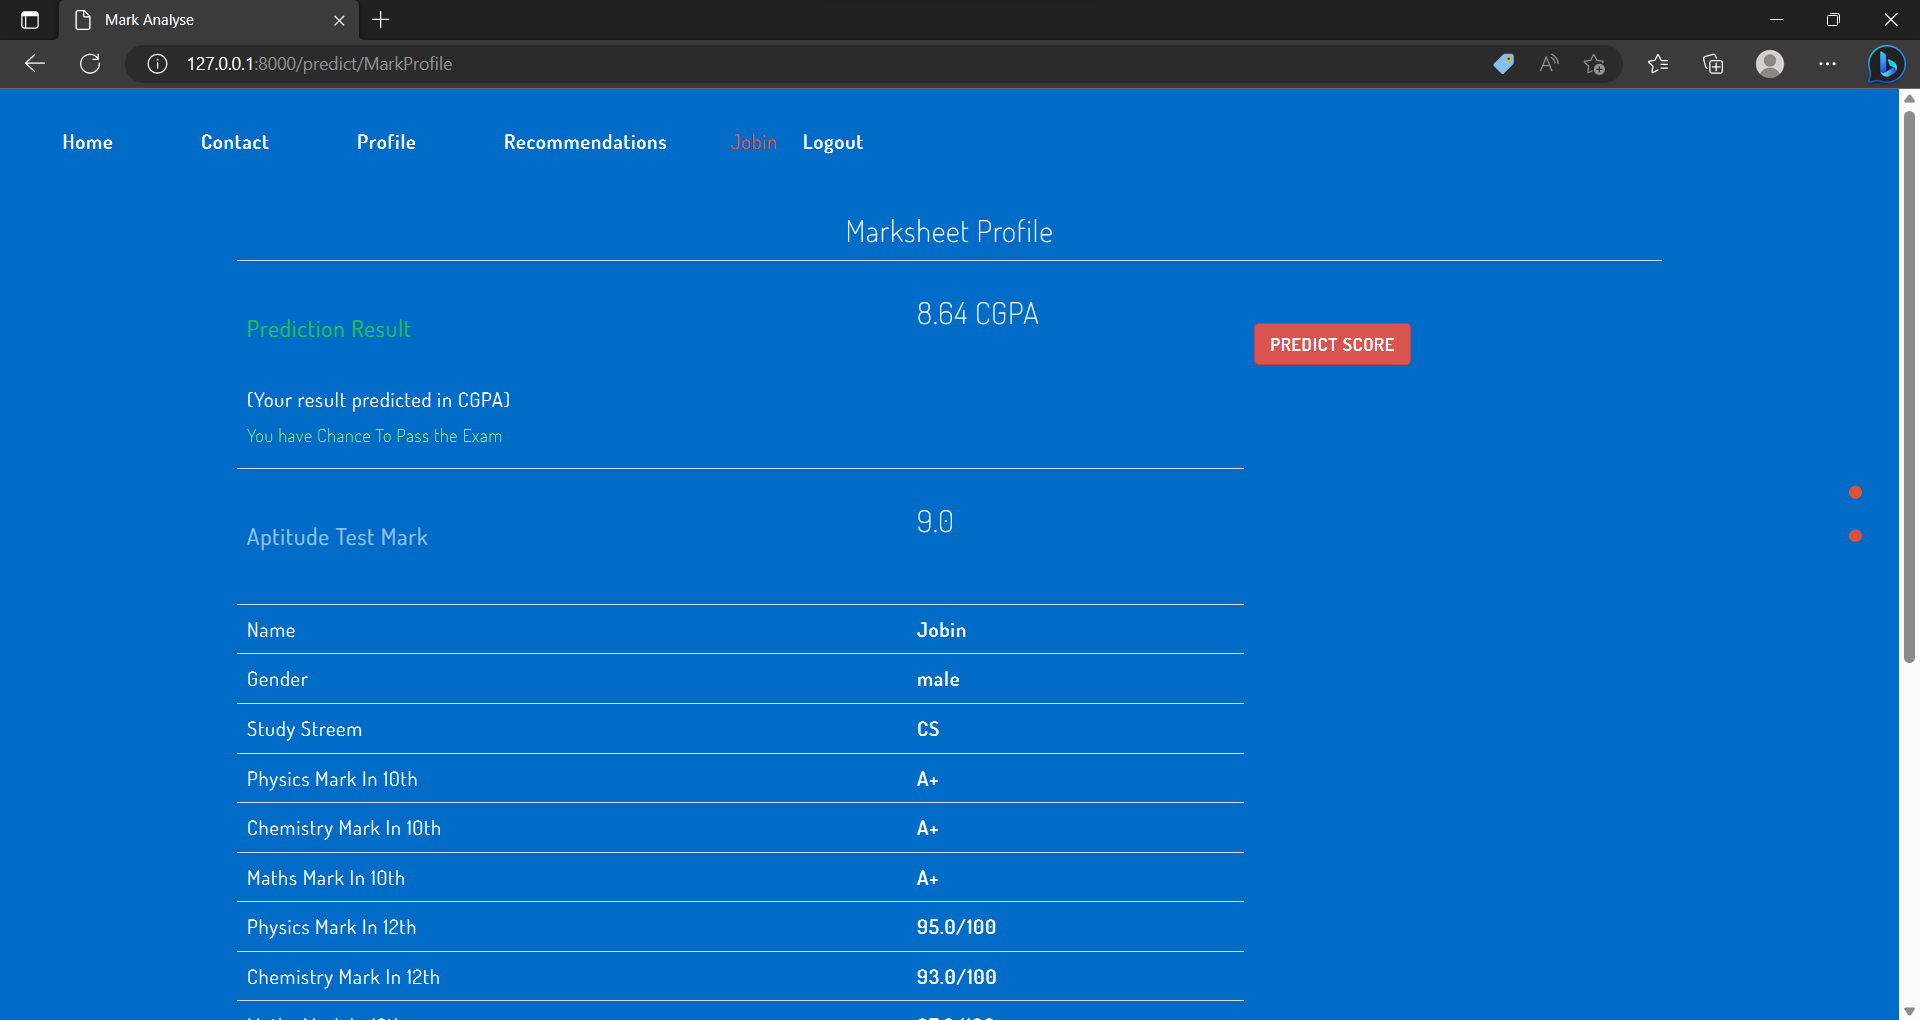 Mark Analyse
127.0.0.1:8000/predict/MarkProfile
Home Contact Profile Recommendations Jobin Logout
Marksheet Profile
Prediction Result 8.64 CGPA
PREDICT SCORE
(Your result predicted in CGPA)
You have Chance To Pass the Exam
Aptitude Test Mark 9.0
Name Jobin
Gender male
Study Streem CS
Physics Mark In 10th A+
Chemistry Mark In 10th A+
Maths Mark In 10th A+
Physics Mark In 12th 95.0/100
Chemistry Mark In 12th 93.0/100